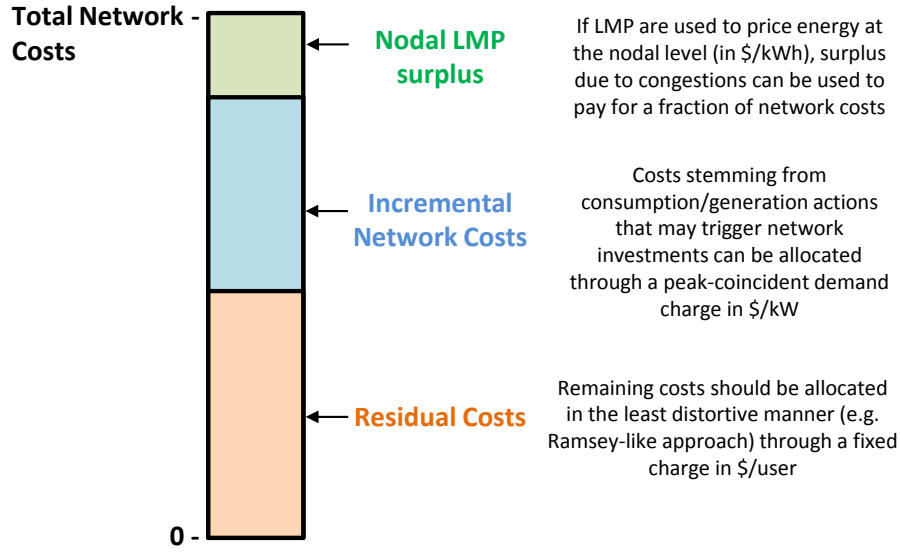 Total Network
Costs
Nodal LMP
surplus
If LMP are used to price energy at
the nodal level (in $/kWh), surplus
due to congestions can be used to
pay for a fraction of network costs
Incremental
Network Costs
Costs stemming from
consumption/generation actions
that may trigger network
investments can be allocated
through a peak-coincident demand
charge in $/kW
Residual Costs
Remaining costs should be allocated
in the least distortive manner (e.g.
Ramsey-like approach) through a fixed
charge in $/user
0 -